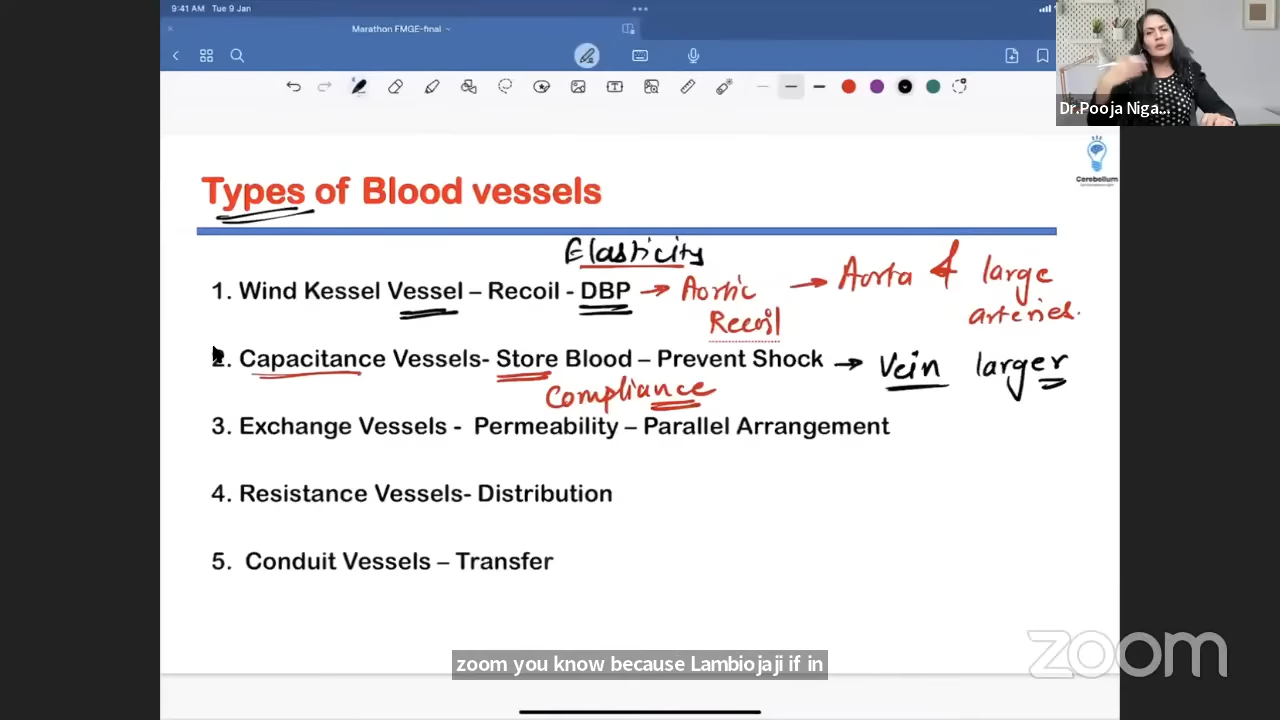 9:41 AM Tue 9 Jan
Marathon FMGE-final
Dr.Pooja Niga...
Cerebellum
Types of Blood vessels
Elasticity
1. Wind Kessel Vessel – Recoil - DBP → Aortic Recoil → Aorta & large arteries.
2. Capacitance Vessels- Store Blood – Prevent Shock → Vein larger
Compliance
3. Exchange Vessels - Permeability – Parallel Arrangement
4. Resistance Vessels- Distribution
5. Conduit Vessels – Transfer
zoom
zoom you know because Lambiojaji if in